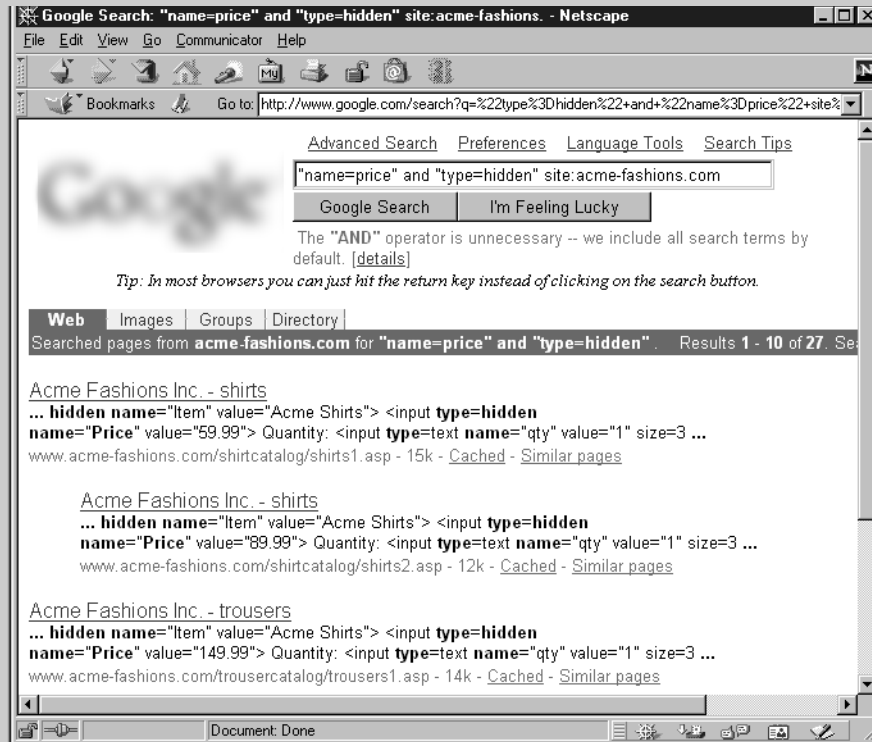 Google Search: "name=price" and "type=hidden" site:acme-fashions. - Netscape
File Edit View Go Communicator Help
My
N
Bookmarks Go to: http://www.google.com/search?q=%22type%3Dhidden%22+and+%22name%3Dprice%22+site%
Advanced Search Preferences Language Tools Search Tips
Google
"name=price" and "type=hidden" site:acme-fashions.com
Google Search I'm Feeling Lucky
The "AND" operator is unnecessary -- we include all search terms by
default. [details]
Tip: In most browsers you can just hit the return key instead of clicking on the search button.
Web Images Groups Directory
Searched pages from acme-fashions.com for "name=price" and "type=hidden" . Results 1 - 10 of 27. Sea
Acme Fashions Inc. - shirts
... hidden name="Item" value="Acme Shirts"> <input type=hidden
name="Price" value="59.99"> Quantity: <input type=text name="qty" value="1" size=3 ...
www.acme-fashions.com/shirtcatalog/shirts1.asp - 15k - Cached - Similar pages
Acme Fashions Inc. - shirts
... hidden name="Item" value="Acme Shirts"> <input type=hidden
name="Price" value="89.99"> Quantity: <input type=text name="qty" value="1" size=3 ...
www.acme-fashions.com/shirtcatalog/shirts2.asp - 12k - Cached - Similar pages
Acme Fashions Inc. - trousers
... hidden name="Item" value="Acme Shirts"> <input type=hidden
name="Price" value="149.99"> Quantity: <input type=text name="qty" value="1" size=3 ...
www.acme-fashions.com/trousercatalog/trousers1.asp - 14k - Cached - Similar pages
Document: Done